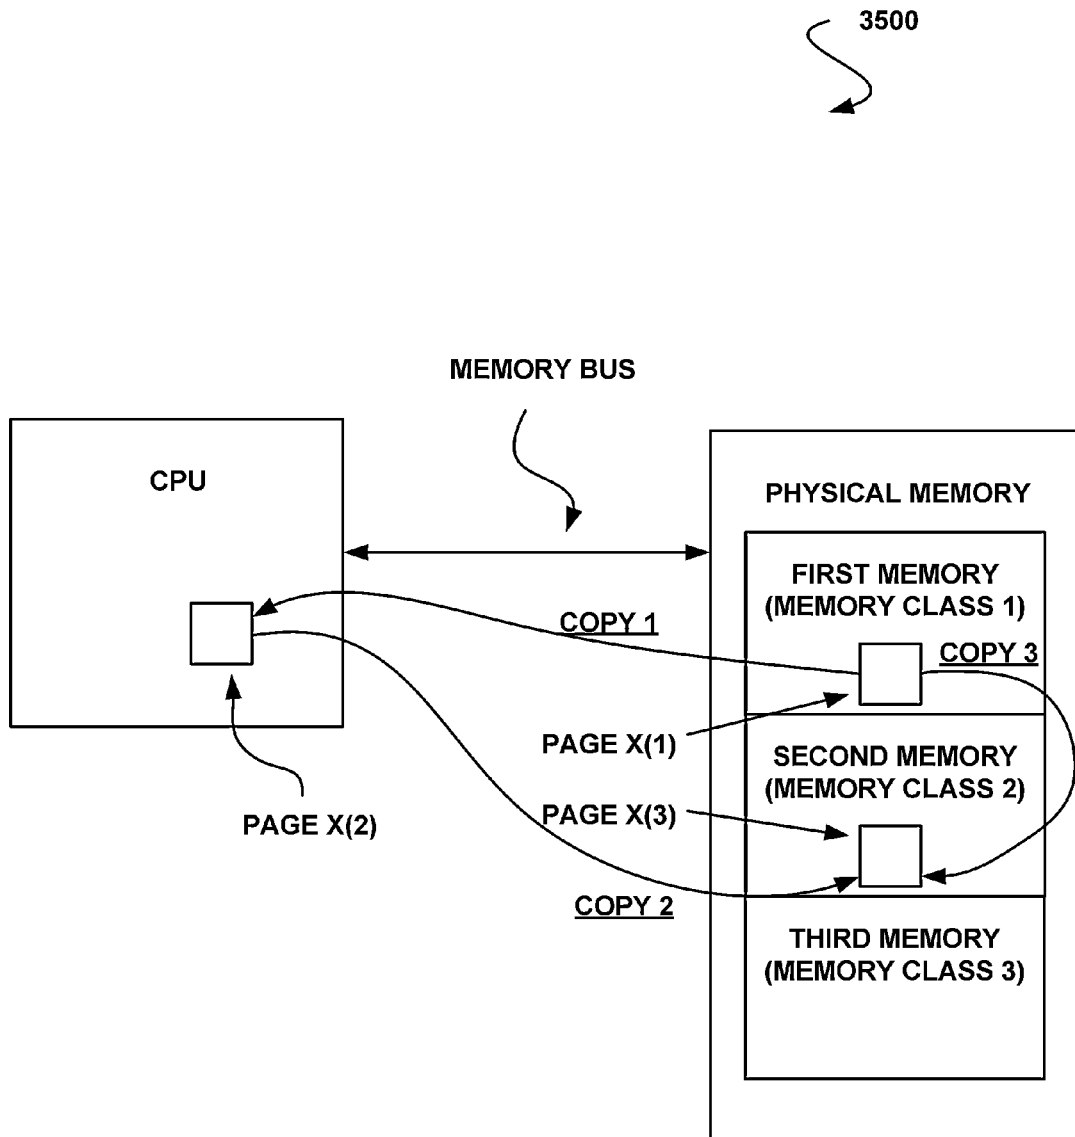 3500
MEMORY BUS
CPU
PHYSICAL MEMORY
FIRST MEMORY
(MEMORY CLASS 1)
COPY 1
COPY 3
PAGE X(1)
SECOND MEMORY
(MEMORY CLASS 2)
PAGE X(3)
PAGE X(2)
COPY 2
THIRD MEMORY
(MEMORY CLASS 3)